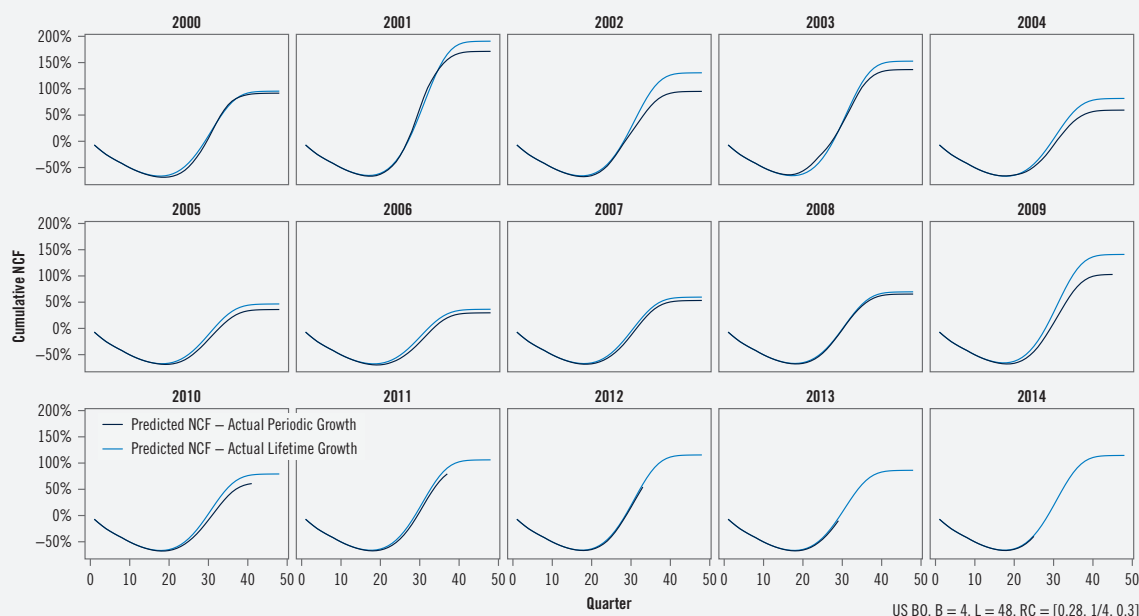 2000 2001 2002 2003 2004
200%
150%
100%
50%
0%
−50%
2005 2006 2007 2008 2009
200%
150%
100%
50%
0%
−50%
Cumulative NCF
2010 2011 2012 2013 2014
200%
150%
100%
50%
0%
−50%
Predicted NCF – Actual Periodic Growth
Predicted NCF – Actual Lifetime Growth
0 10 20 30 40 50 0 10 20 30 40 50 0 10 20 30 40 50 0 10 20 30 40 50 0 10 20 30 40 50
Quarter
US BO, B = 4, L = 48, RC = [0.28, 1/4, 0.3]